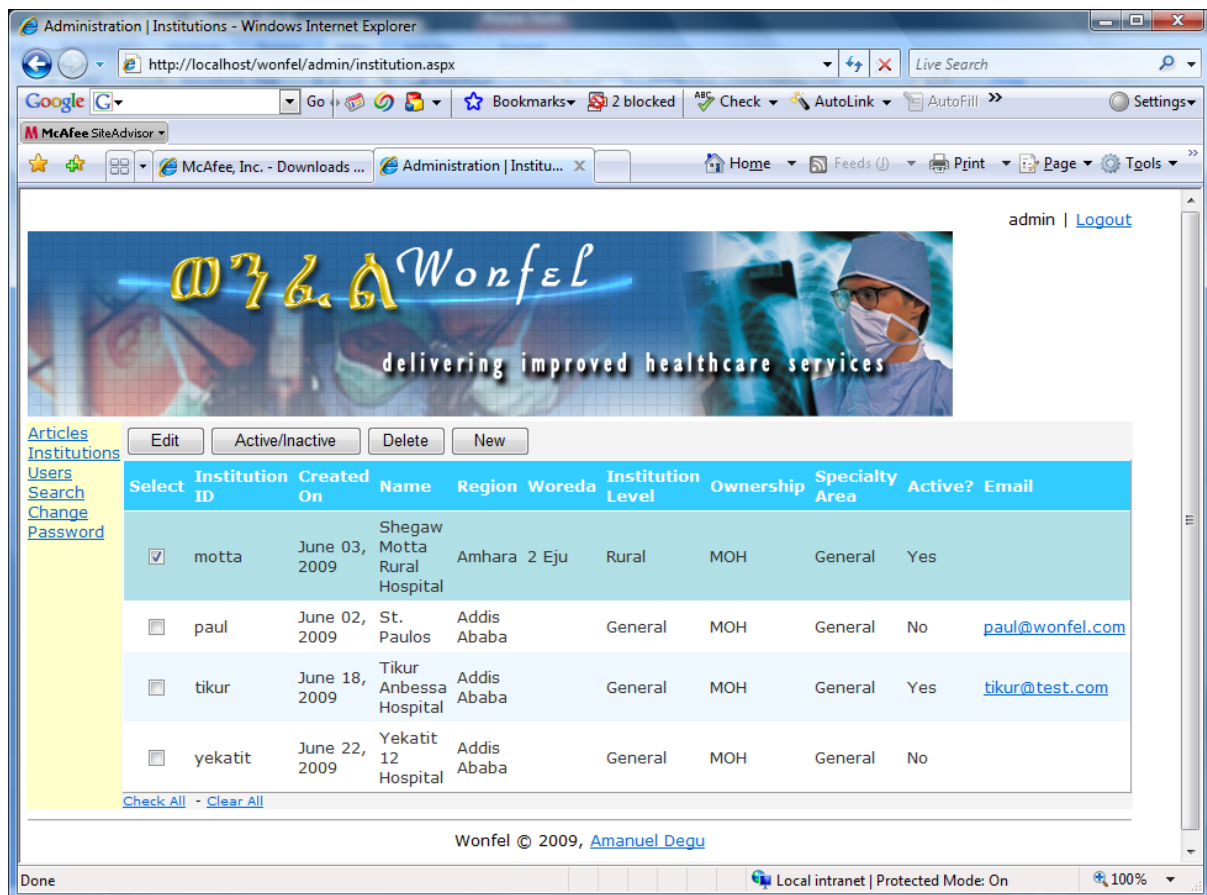 Administration | Institutions - Windows Internet Explorer
http://localhost/wonfel/admin/institution.aspx
Live Search
Google G Go Bookmarks 2 blocked ABC Check AutoLink AutoFill » Settings
McAfee SiteAdvisor
McAfee, Inc. - Downloads ... Administration | Institu... X Home Feeds (J) Print Page Tools »
admin | Logout
ወንፈል Wonfel
delivering improved healthcare services
Articles
Institutions
Users
Search
Change
Password
Edit Active/Inactive Delete New
Select Institution ID Created On Name Region Woreda Institution Level Ownership Specialty Area Active? Email
motta June 03, 2009 Shegaw Motta Rural Hospital Amhara 2 Eju Rural MOH General Yes
paul June 02, 2009 St. Paulos Addis Ababa General MOH General No paul@wonfel.com
tikur June 18, 2009 Tikur Anbessa Hospital Addis Ababa General MOH General Yes tikur@test.com
yekatit June 22, 2009 Yekatit 12 Hospital Addis Ababa General MOH General No
Check All - Clear All
Wonfel © 2009, Amanuel Degu
Done Local intranet | Protected Mode: On 100%